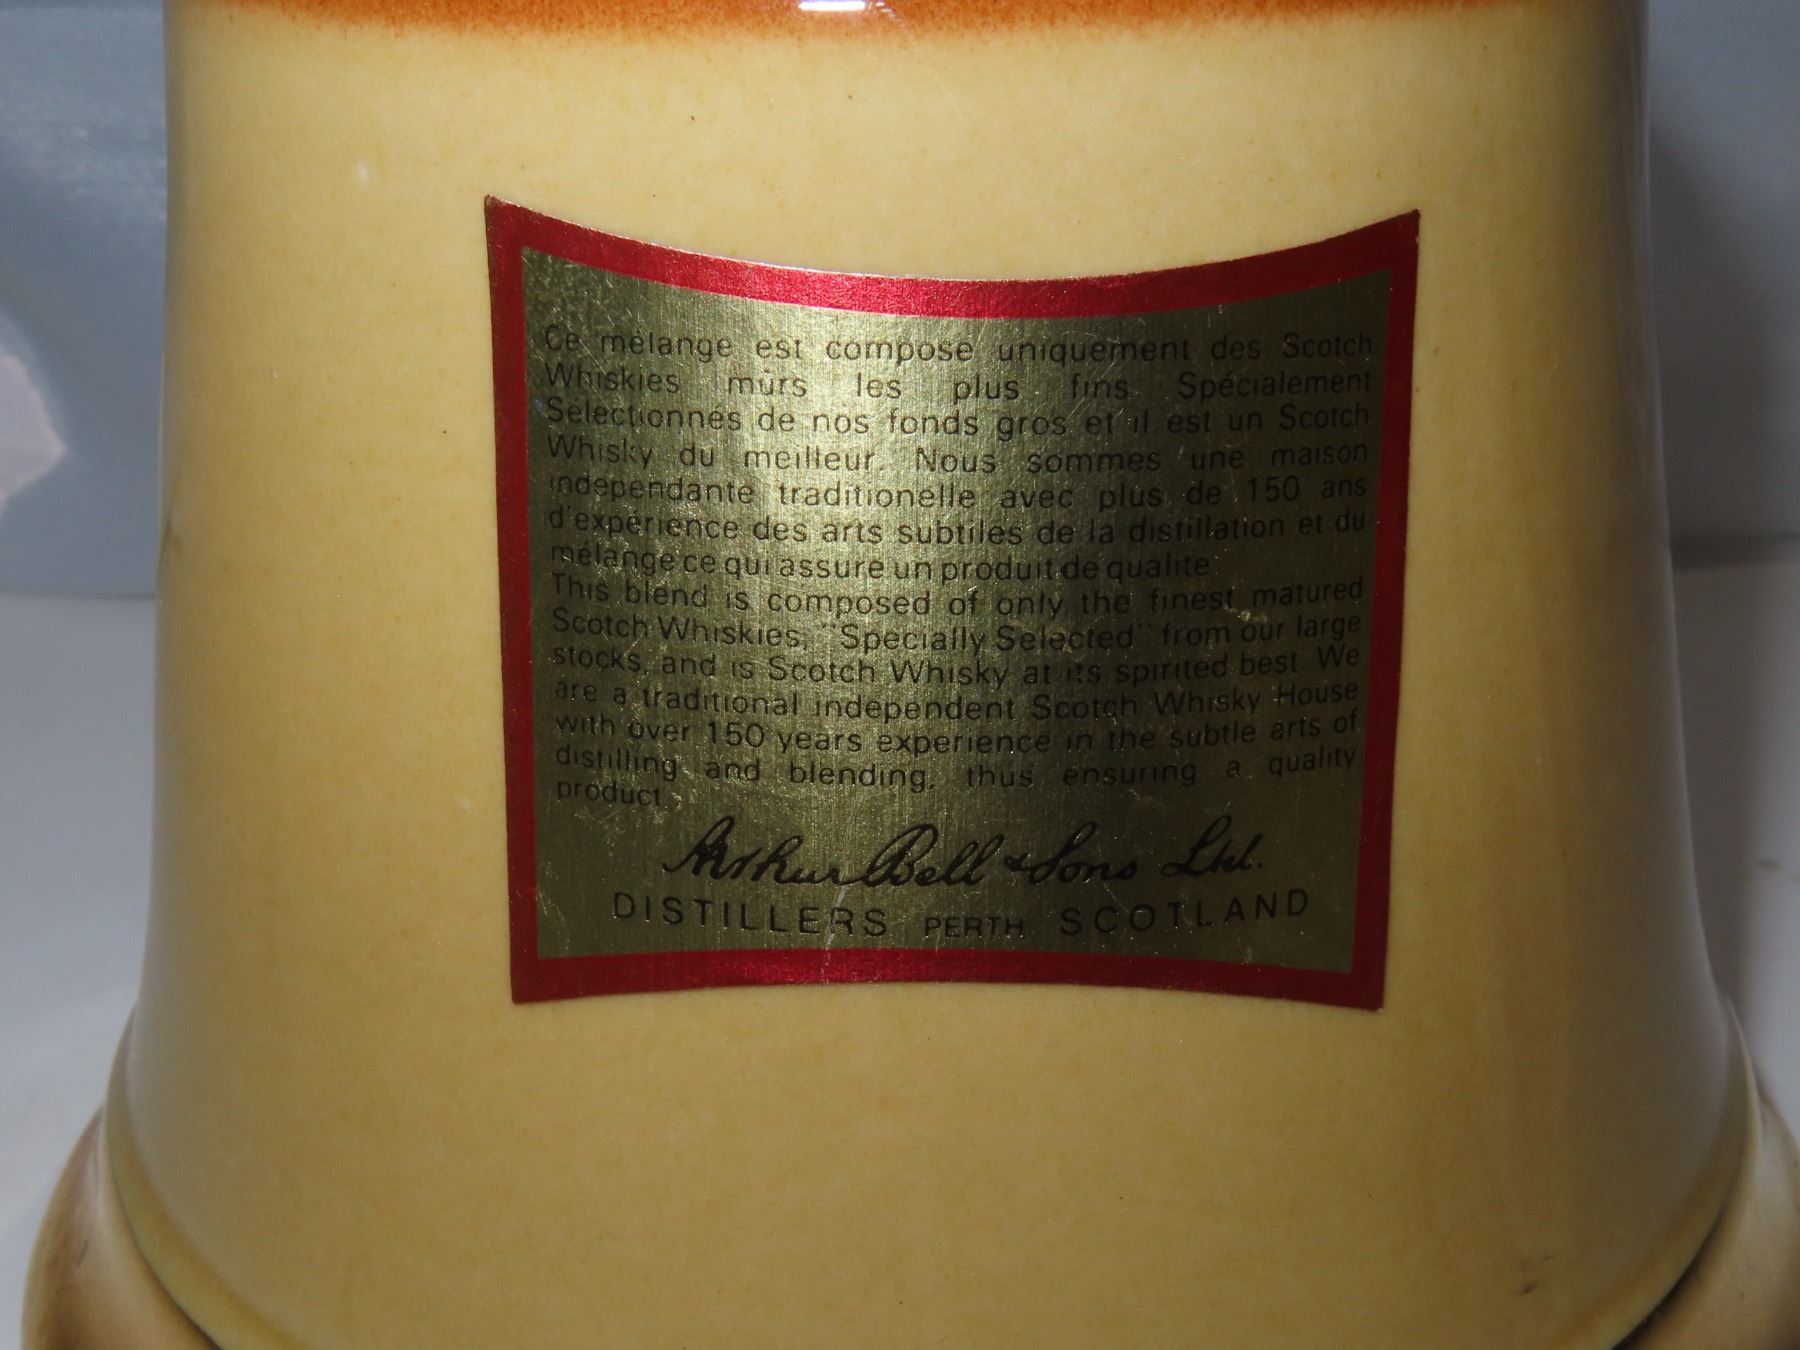 Ce mélange est composé uniquement des Scotch
Whiskies mûrs les plus fins Spécialement
Selectionnés de nos fonds gros et il est un Scotch
Whisky du meilleur. Nous sommes une maison
indépendante traditionelle avec plus de 150 ans
d'expérience des arts subtiles de la distillation et du
mélange ce qui assure un produit de qualité.
This blend is composed of only the finest matured
Scotch Whiskies, "Specially Selected" from our large
stocks, and is Scotch Whisky at its spirited best. We
are a traditional independent Scotch Whisky House
with over 150 years experience in the subtle arts of
distilling and blending, thus ensuring a quality
product.
Arthur Bell & Sons Ltd.
DISTILLERS PERTH SCOTLAND